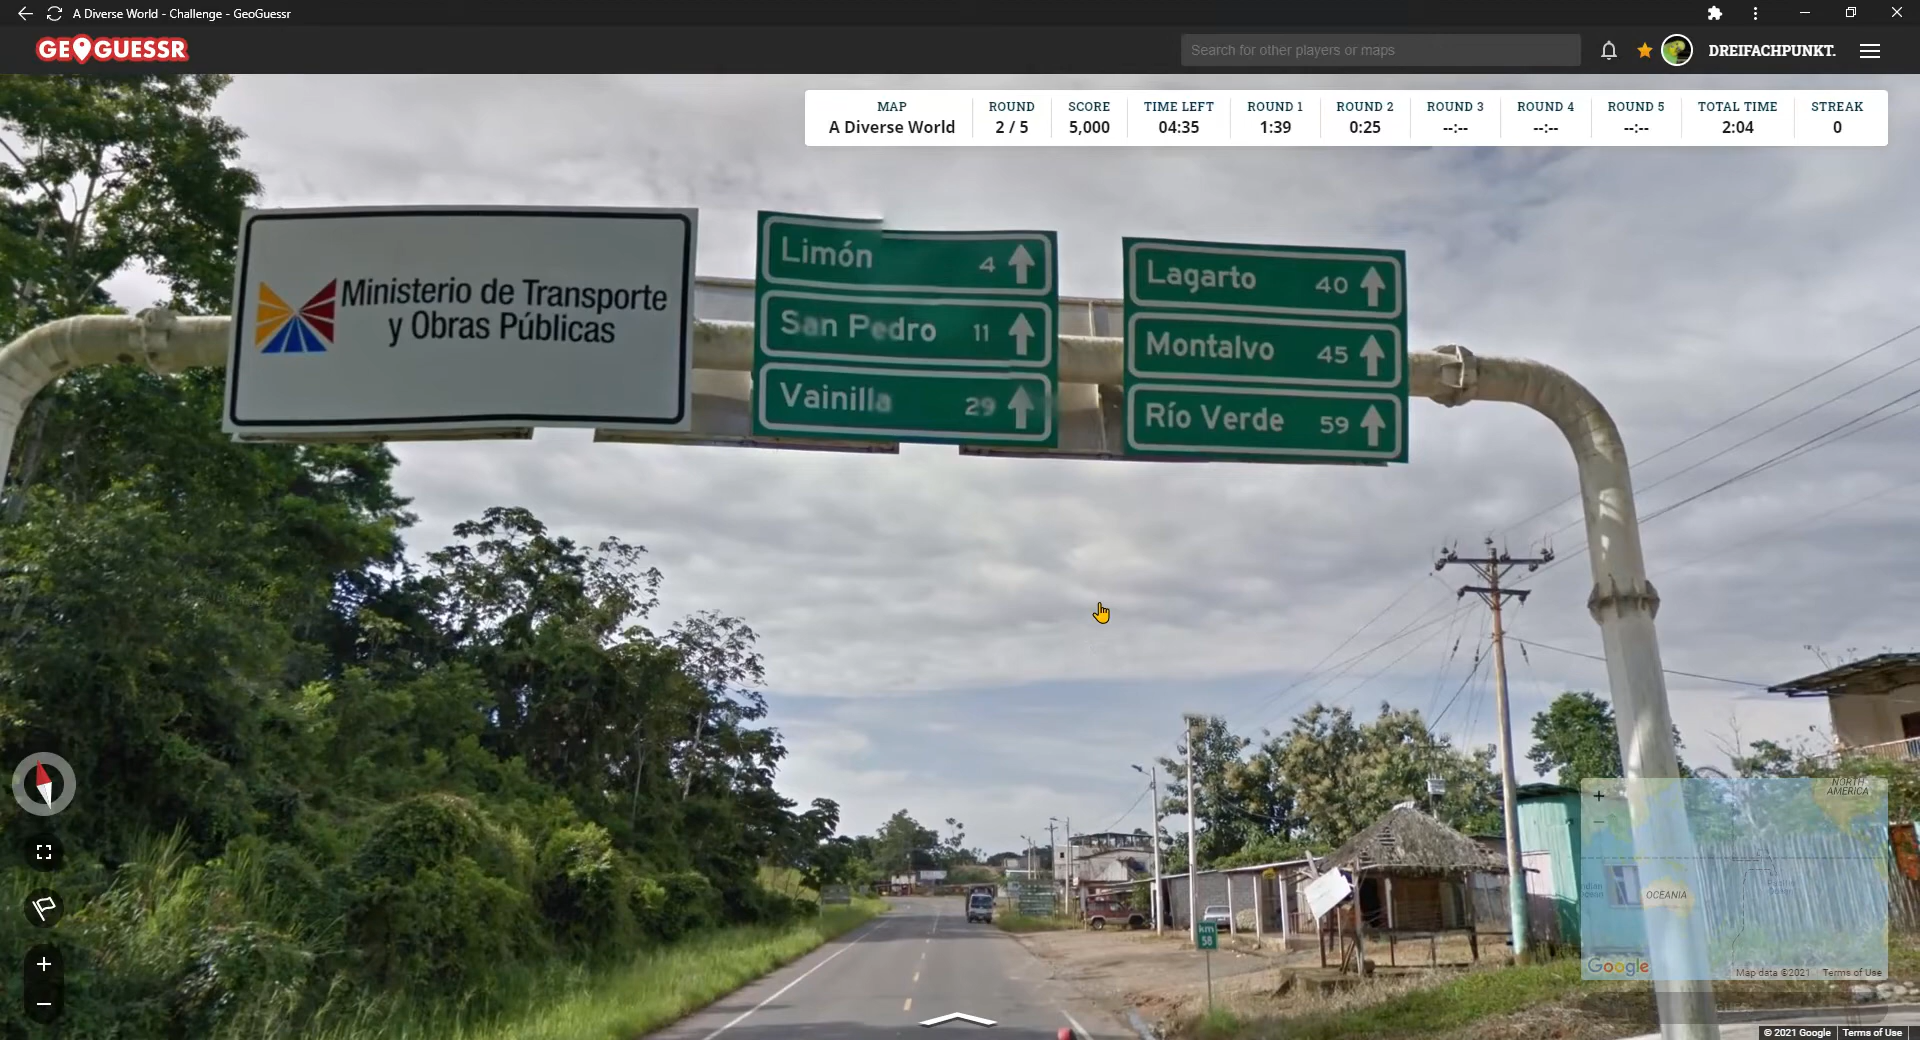 A Diverse World - Challenge - GeoGuessr
GEOGUESSR
Search for other players or maps
DREIFACHPUNKT.
MAP
A Diverse World
ROUND
2 / 5
SCORE
5,000
TIME LEFT
04:35
ROUND 1
1:39
ROUND 2
0:25
ROUND 3
--:--
ROUND 4
--:--
ROUND 5
--:--
TOTAL TIME
2:04
STREAK
0
Ministerio de Transporte
y Obras Públicas
Limón 4
San Pedro 11
Vainilla 29
Lagarto 40
Montalvo 45
Río Verde 59
km
58
NORTH
AMERICA
OCEANIA
Google
Map data ©2021 Terms of Use
© 2021 Google Terms of Use